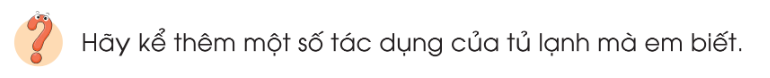 Hãy kể thêm một số tác dụng của tủ lạnh mà em biết.